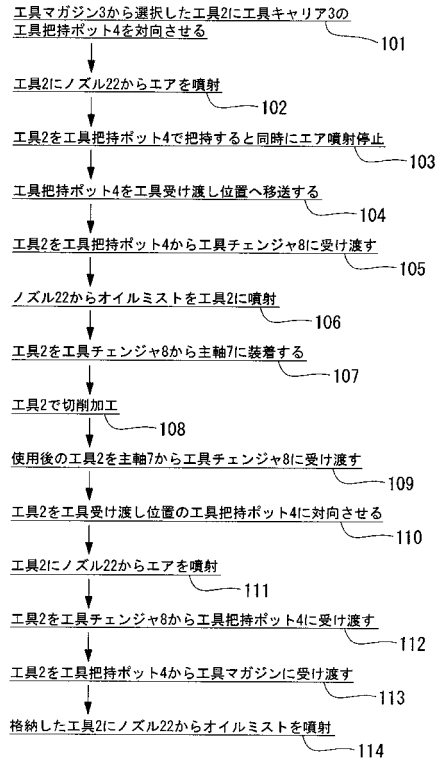 工具マガジン3から選択した工具2に工具キャリア3の
工具把持ポット4を対向させる
101
工具2にノズル22からエアを噴射
102
工具2を工具把持ポット4で把持すると同時にエア噴射停止
103
工具把持ポット4を工具受け渡し位置へ移送する
104
工具2を工具把持ポット4から工具チェンジャ8に受け渡す
105
ノズル22からオイルミストを工具2に噴射
106
工具2を工具チェンジャ8から主軸7に装着する
107
工具2で切削加工
108
使用後の工具2を主軸7から工具チェンジャ8に受け渡す
109
工具2を工具受け渡し位置の工具把持ポット4に対向させる
110
工具2にノズル22からエアを噴射
111
工具2を工具チェンジャ8から工具把持ポット4に受け渡す
112
工具2を工具把持ポット4から工具マガジンに受け渡す
113
格納した工具2にノズル22からオイルミストを噴射
114